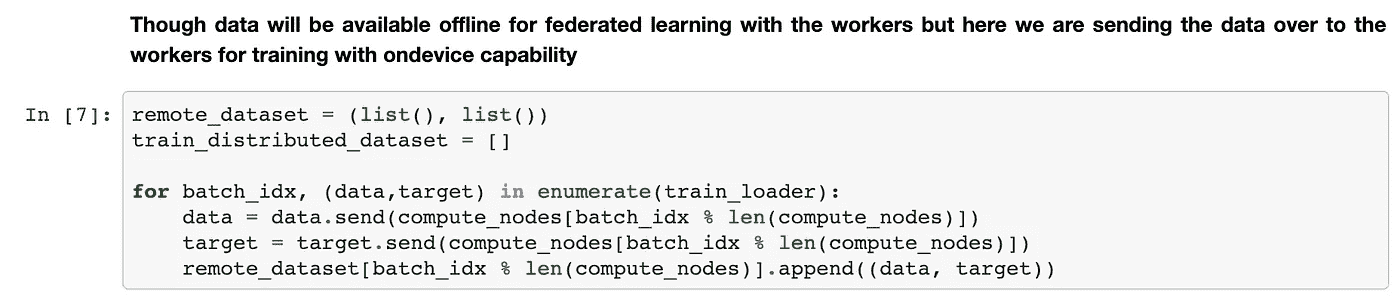 Though data will be available offline for federated learning with the workers but here we are sending the data over to the
workers for training with ondevice capability
In [7]: remote_dataset = (list(), list())
train_distributed_dataset = []
for batch_idx, (data,target) in enumerate(train_loader):
    data = data.send(compute_nodes[batch_idx % len(compute_nodes)])
    target = target.send(compute_nodes[batch_idx % len(compute_nodes)])
    remote_dataset[batch_idx % len(compute_nodes)].append((data, target))